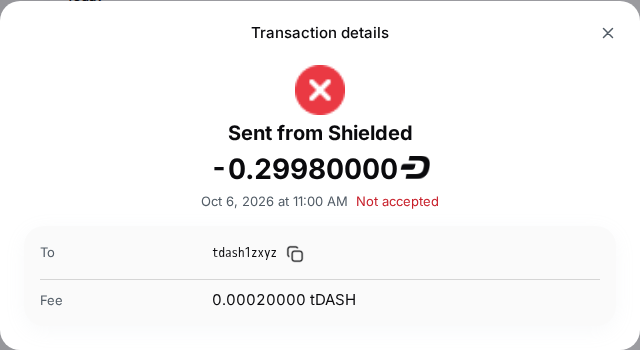 Transaction details
Sent from Shielded
-0.29980000
Oct 6, 2026 at 11:00 AM Not accepted
To tdash1zxyz
Fee 0.00020000 tDASH